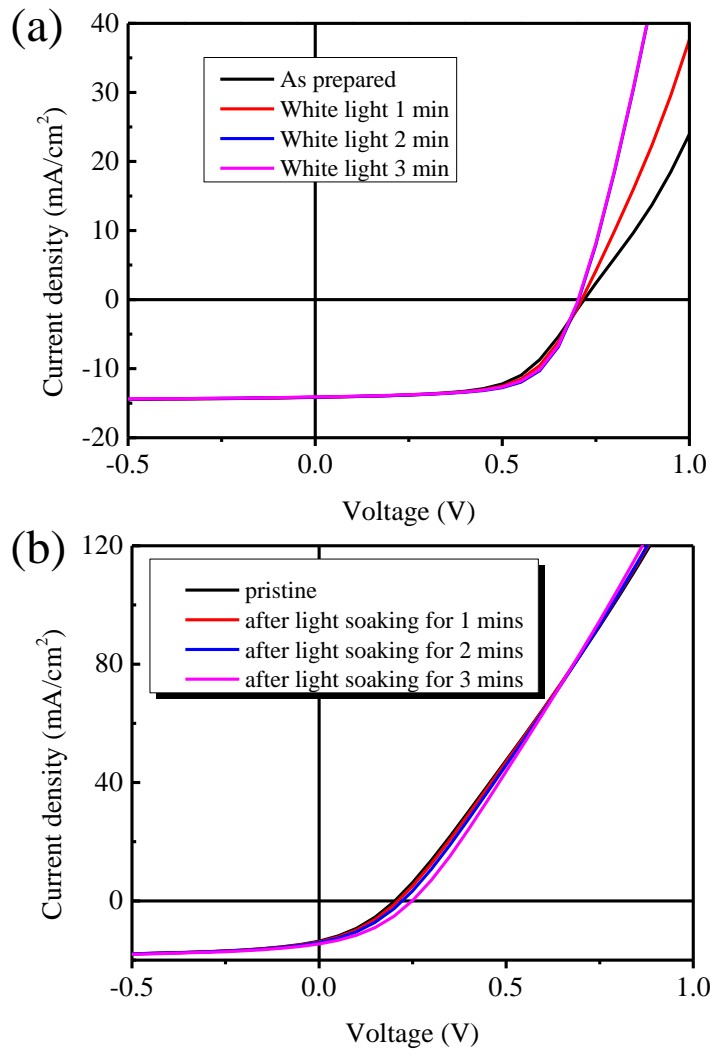 (a)
40
30
20
10
0
-10
-20
As prepared
White light 1 min
White light 2 min
White light 3 min
Current density (mA/cm²)
-0.5 0.0 0.5 1.0
Voltage (V)
(b)
120
80
40
0
pristine
after light soaking for 1 mins
after light soaking for 2 mins
after light soaking for 3 mins
Current density (mA/cm²)
-0.5 0.0 0.5 1.0
Voltage (V)